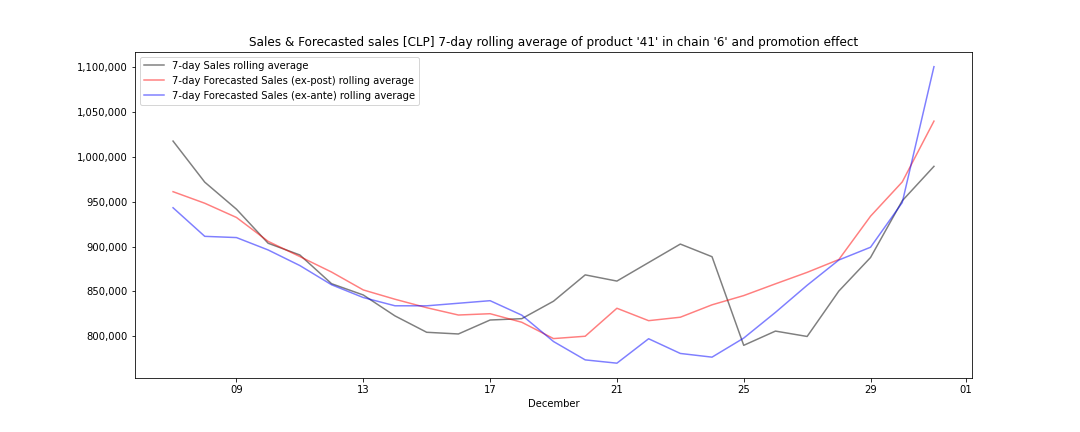 Sales & Forecasted sales [CLP] 7-day rolling average of product '41' in chain '6' and promotion effect
7-day Sales rolling average
7-day Forecasted Sales (ex-post) rolling average
7-day Forecasted Sales (ex-ante) rolling average
1,100,000
1,050,000
1,000,000
950,000
900,000
850,000
800,000
09 13 17 21 25 29 01
December